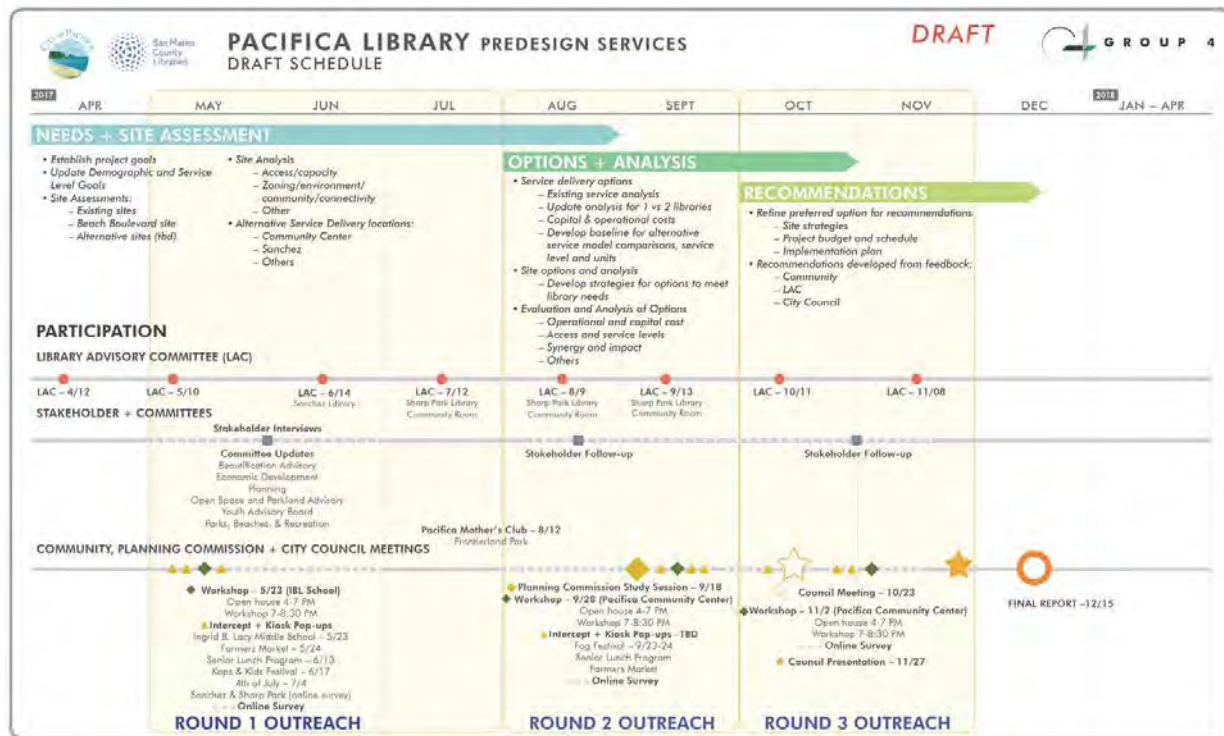 CITY OF PACIFICA
San Mateo
County
Libraries
PACIFICA LIBRARY PREDESIGN SERVICES
DRAFT SCHEDULE
DRAFT
GROUP 4
2017
APR MAY JUN JUL AUG SEPT OCT NOV DEC
2018
JAN – APR
NEEDS + SITE ASSESSMENT
• Establish project goals
• Update Demographic and Service
Level Goals
• Site Assessments:
– Existing sites
– Beach Boulevard site
– Alternative sites (tbd)
• Site Analysis
– Access/capacity
– Zoning/environment/
community/connectivity
– Other
• Alternative Service Delivery locations:
– Community Center
– Sanchez
– Others
OPTIONS + ANALYSIS
• Service delivery options
– Existing service analysis
– Update analysis for 1 vs 2 libraries
– Capital & operational costs
– Develop baseline for alternative
service model comparisons, service
level and units
• Site options and analysis
– Develop strategies for options to meet
library needs
• Evaluation and Analysis of Options
– Operational and capital cost
– Access and service levels
– Synergy and impact
– Others
RECOMMENDATIONS
• Refine preferred option for recommendations
– Site strategies
– Project budget and schedule
– Implementation plan
• Recommendations developed from feedback:
– Community
– LAC
– City Council
PARTICIPATION
LIBRARY ADVISORY COMMITTEE (LAC)
LAC – 4/12
LAC – 5/10
LAC – 6/14
Sanchez Library
LAC – 7/12
Sharp Park Library
Community Room
LAC – 8/9
Sharp Park Library
Community Room
LAC – 9/13
Sharp Park Library
Community Room
LAC – 10/11
LAC – 11/08
STAKEHOLDER + COMMITTEES
Stakeholder Interviews
Committee Updates
Beautification Advisory
Economic Development
Planning
Open Space and Parkland Advisory
Youth Advisory Board
Parks, Beaches, & Recreation
Stakeholder Follow-up
Stakeholder Follow-up
Pacifica Mother's Club – 8/12
Frontierland Park
COMMUNITY, PLANNING COMMISSION + CITY COUNCIL MEETINGS
Workshop – 5/23 (IBL School)
Open house 4-7 PM
Workshop 7-8:30 PM
Intercept + Kiosk Pop-ups
Ingrid B. Lacy Middle School – 5/23
Farmers Market – 5/24
Senior Lunch Program – 6/13
Kops & Kids Festival – 6/17
4th of July – 7/4
Sanchez & Sharp Park (online survey)
Online Survey
ROUND 1 OUTREACH
Planning Commission Study Session – 9/18
Workshop – 9/28 (Pacifica Community Center)
Open house 4-7 PM
Workshop 7-8:30 PM
Intercept + Kiosk Pop-ups - TBD
Fog Festival – 9/23-24
Senior Lunch Program
Farmers Market
Online Survey
ROUND 2 OUTREACH
Council Meeting – 10/23
Workshop – 11/2 (Pacifica Community Center)
Open house 4-7 PM
Workshop 7-8:30 PM
Online Survey
Council Presentation – 11/27
ROUND 3 OUTREACH
FINAL REPORT –12/15